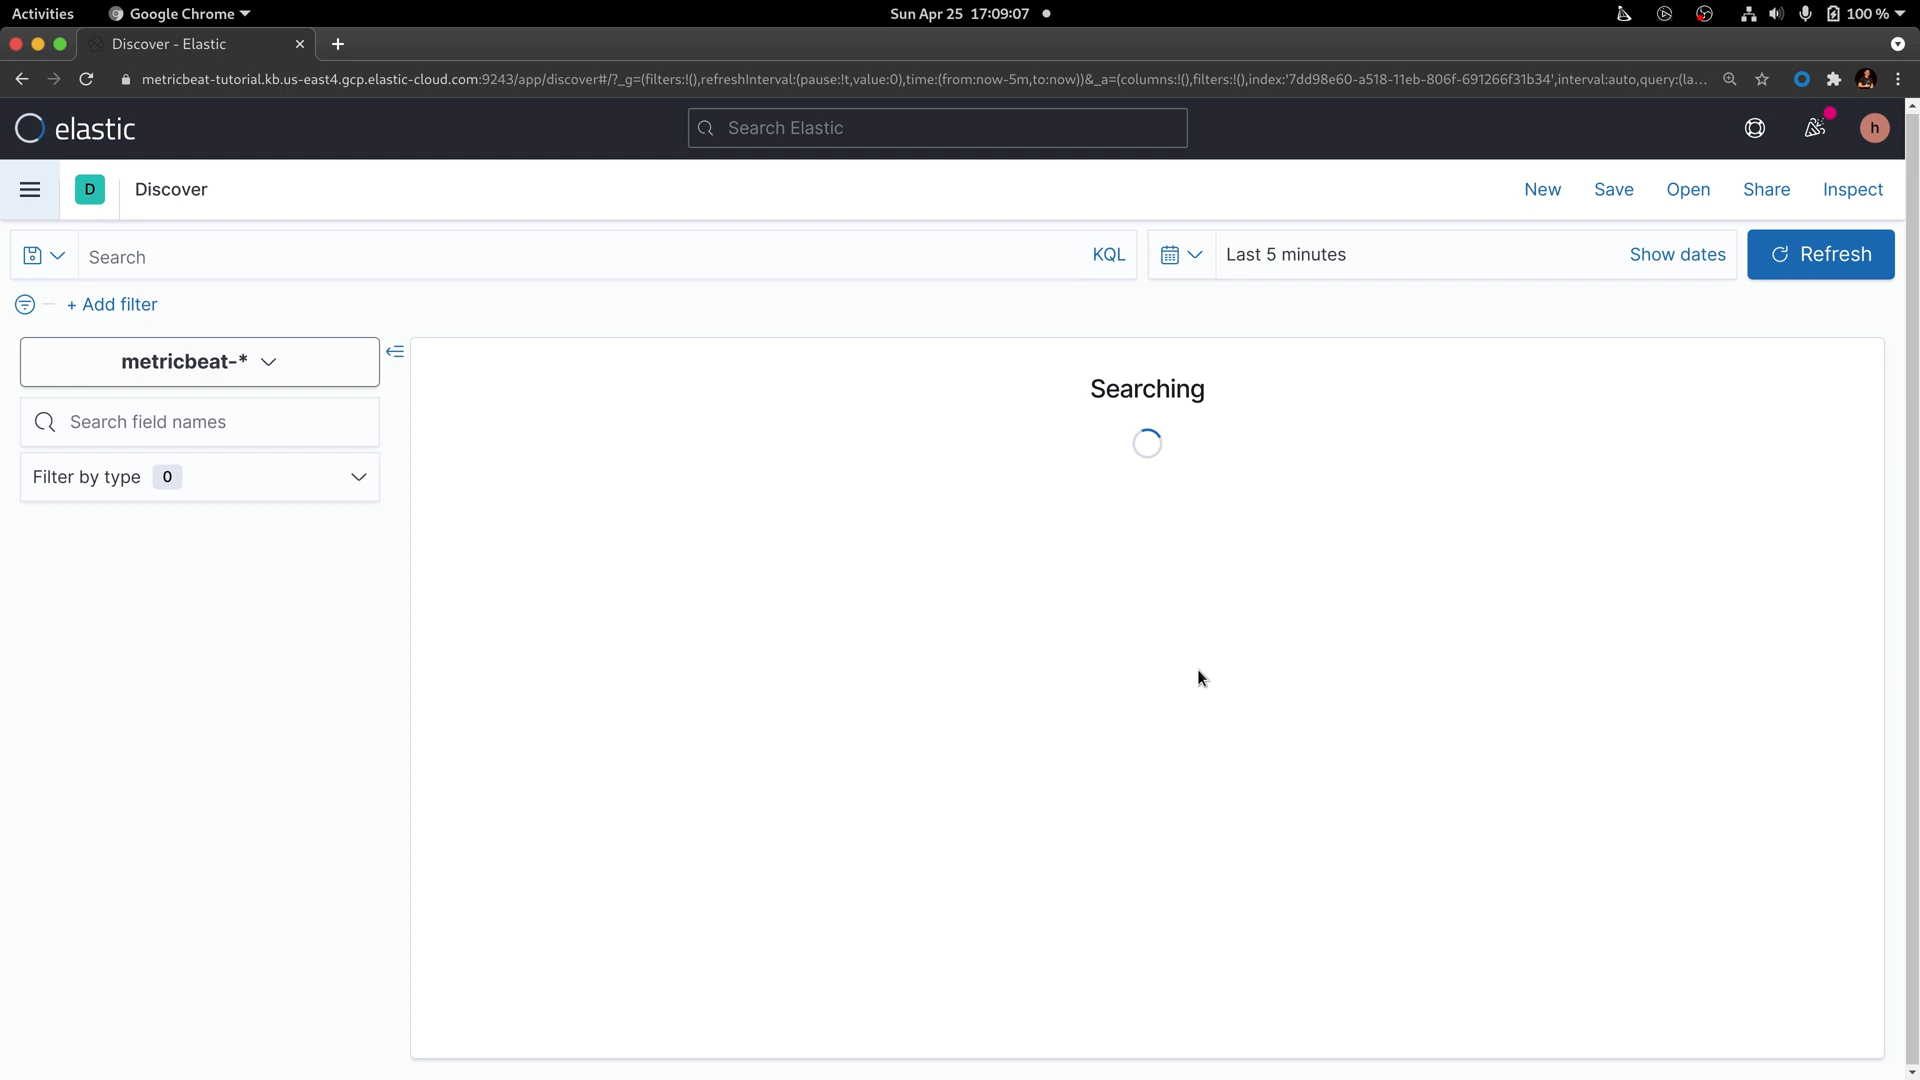 Activities Google Chrome Sun Apr 25 17:09:07 100 %
Discover - Elastic
metricbeat-tutorial.kb.us-east4.gcp.elastic-cloud.com:9243/app/discover#/?_g=(filters:!(),refreshInterval:(pause:!t,value:0),time:(from:now-5m,to:now))&_a=(columns:!(),filters:!(),index:'7dd98e60-a518-11eb-806f-691266f31b34',interval:auto,query:(la...
elastic Search Elastic h
D Discover New Save Open Share Inspect
Search KQL Last 5 minutes Show dates Refresh
+ Add filter
metricbeat-*
Searching
Search field names
Filter by type 0